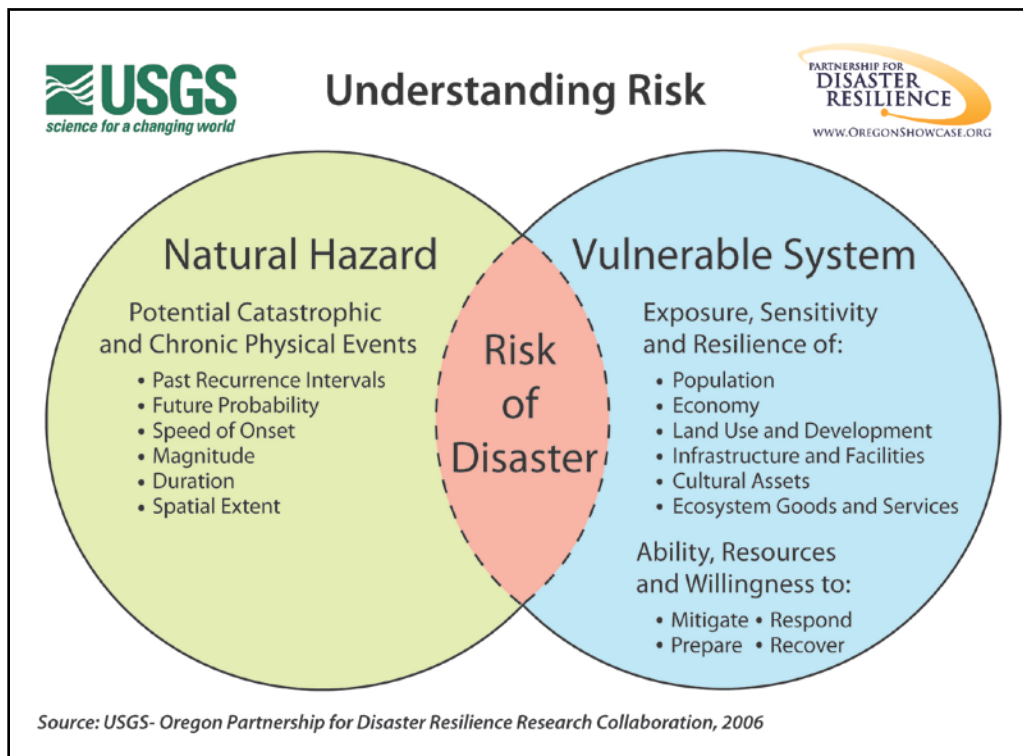 USGS
science for a changing world
Understanding Risk
PARTNERSHIP FOR
DISASTER
RESILIENCE
WWW.OREGONSHOWCASE.ORG
Natural Hazard
Potential Catastrophic
and Chronic Physical Events
• Past Recurrence Intervals
• Future Probability
• Speed of Onset
• Magnitude
• Duration
• Spatial Extent
Risk
of
Disaster
Vulnerable System
Exposure, Sensitivity
and Resilience of:
• Population
• Economy
• Land Use and Development
• Infrastructure and Facilities
• Cultural Assets
• Ecosystem Goods and Services
Ability, Resources
and Willingness to:
• Mitigate • Respond
• Prepare • Recover
Source: USGS- Oregon Partnership for Disaster Resilience Research Collaboration, 2006